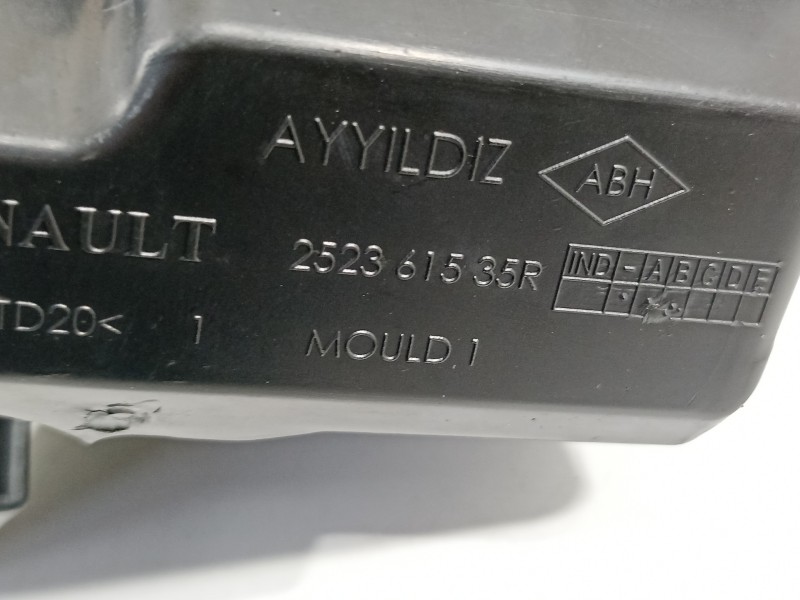 AYYILDIZ ABH
NAULT 2523 615 35R IND - A B C D E
TD20< 1 MOULD 1